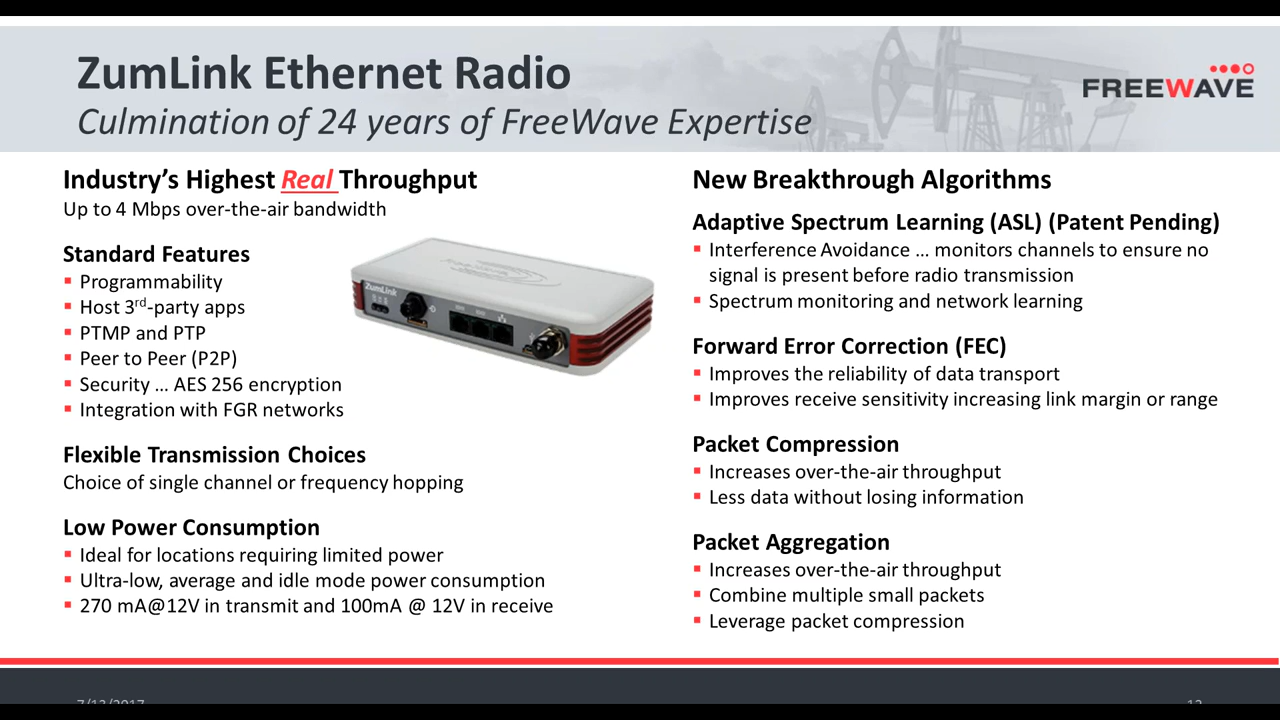 ZumLink Ethernet Radio
Culmination of 24 years of FreeWave Expertise
FREEWAVE
Industry's Highest Real Throughput
Up to 4 Mbps over-the-air bandwidth
Standard Features
Programmability
Host 3rd-party apps
PTMP and PTP
Peer to Peer (P2P)
Security ... AES 256 encryption
Integration with FGR networks
Flexible Transmission Choices
Choice of single channel or frequency hopping
Low Power Consumption
Ideal for locations requiring limited power
Ultra-low, average and idle mode power consumption
270 mA@12V in transmit and 100mA @ 12V in receive
ZumLink
New Breakthrough Algorithms
Adaptive Spectrum Learning (ASL) (Patent Pending)
Interference Avoidance ... monitors channels to ensure no
signal is present before radio transmission
Spectrum monitoring and network learning
Forward Error Correction (FEC)
Improves the reliability of data transport
Improves receive sensitivity increasing link margin or range
Packet Compression
Increases over-the-air throughput
Less data without losing information
Packet Aggregation
Increases over-the-air throughput
Combine multiple small packets
Leverage packet compression